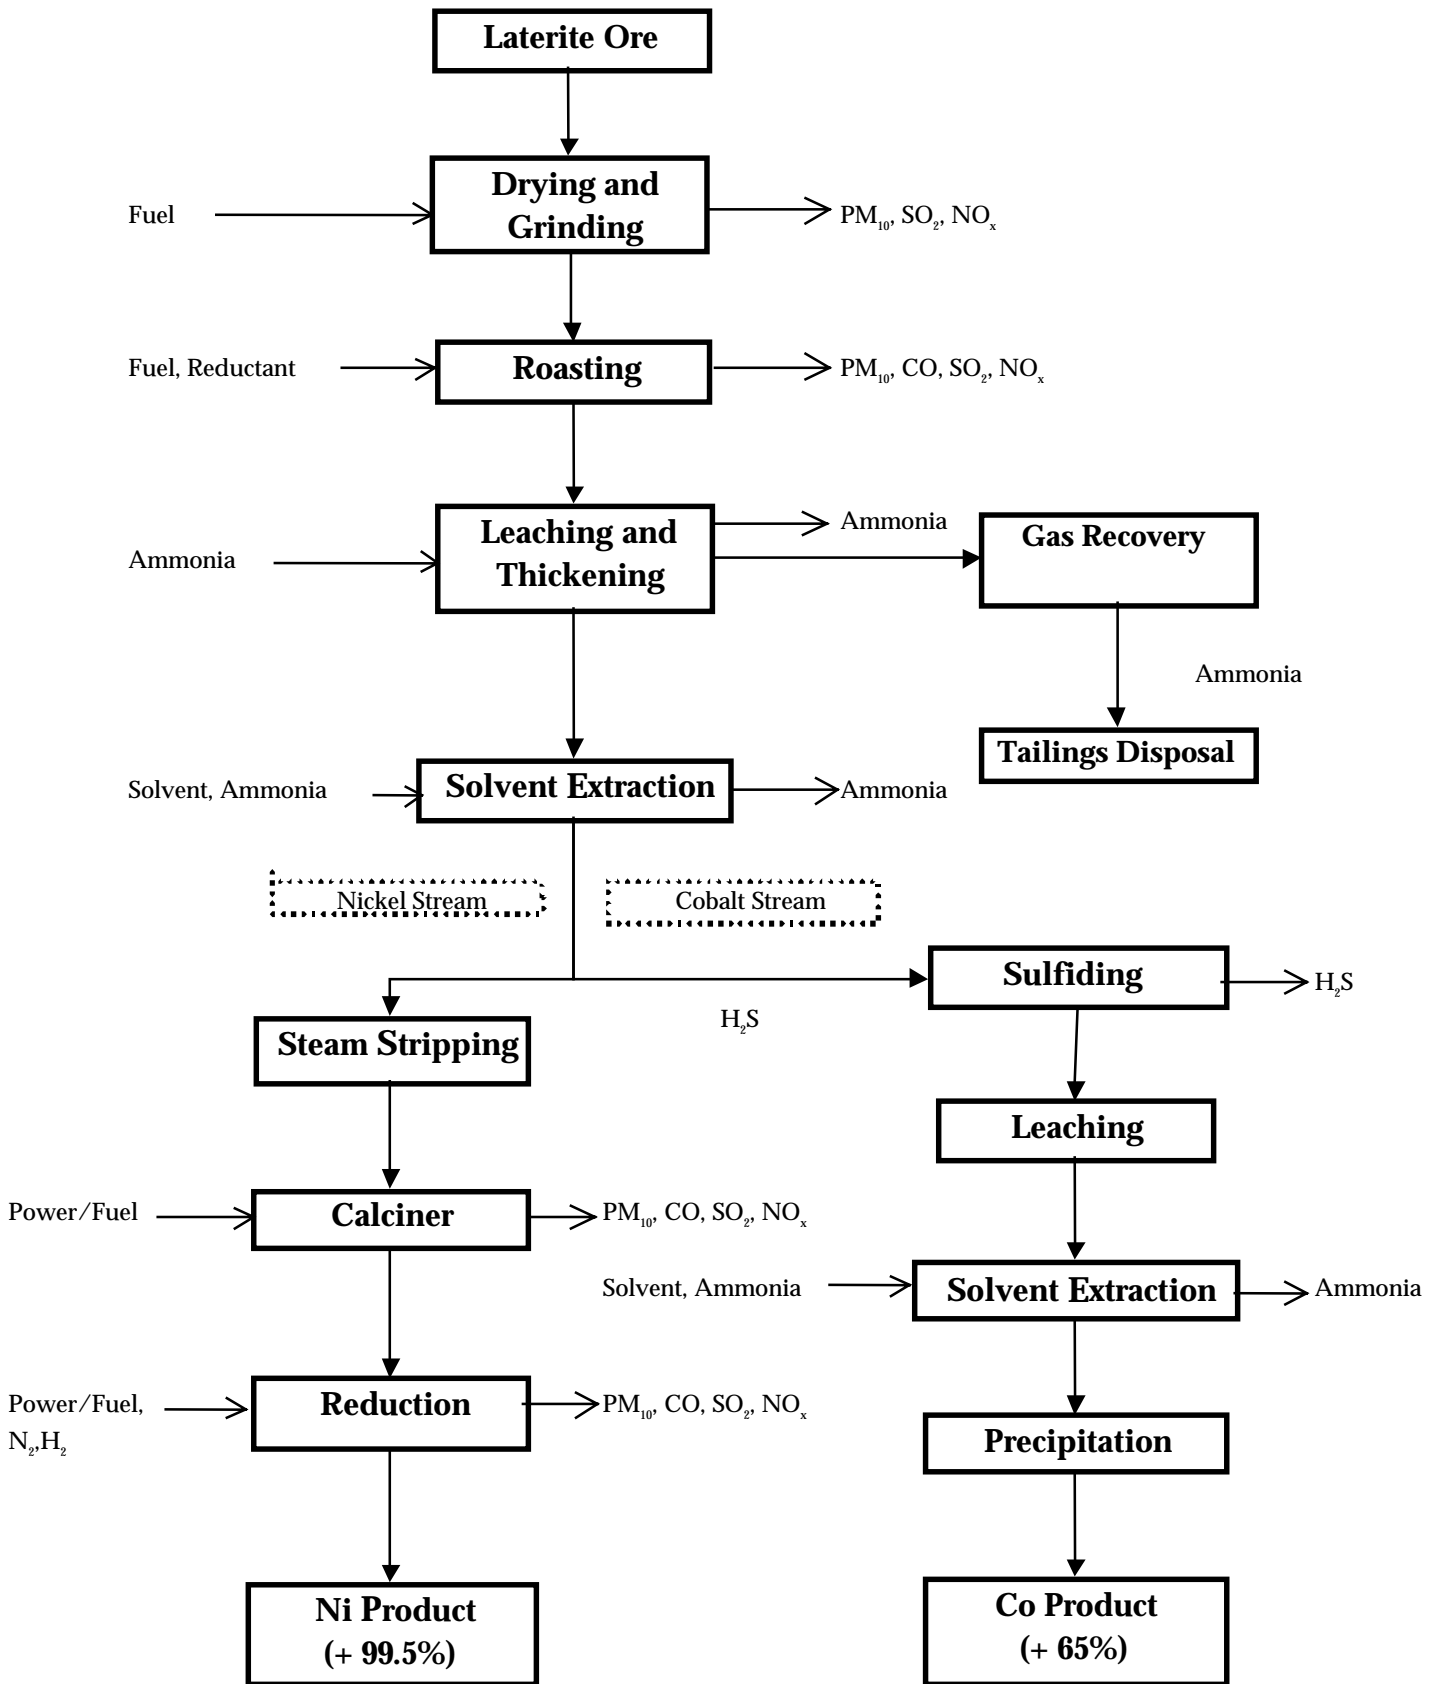 Laterite Ore
Drying and
Grinding
Fuel
PM₁₀, SO₂, NOₓ
Fuel, Reductant
Roasting
PM₁₀, CO, SO₂, NOₓ
Leaching and
Thickening
Ammonia
Ammonia
Gas Recovery
Ammonia
Tailings Disposal
Solvent, Ammonia
Solvent Extraction
Ammonia
Nickel Stream
Cobalt Stream
Sulfiding
H₂S
H₂S
Steam Stripping
Leaching
Power/Fuel
Calciner
PM₁₀, CO, SO₂, NOₓ
Solvent, Ammonia
Solvent Extraction
Ammonia
Power/Fuel,
N₂,H₂
Reduction
PM₁₀, CO, SO₂, NOₓ
Precipitation
Ni Product
(+ 99.5%)
Co Product
(+ 65%)